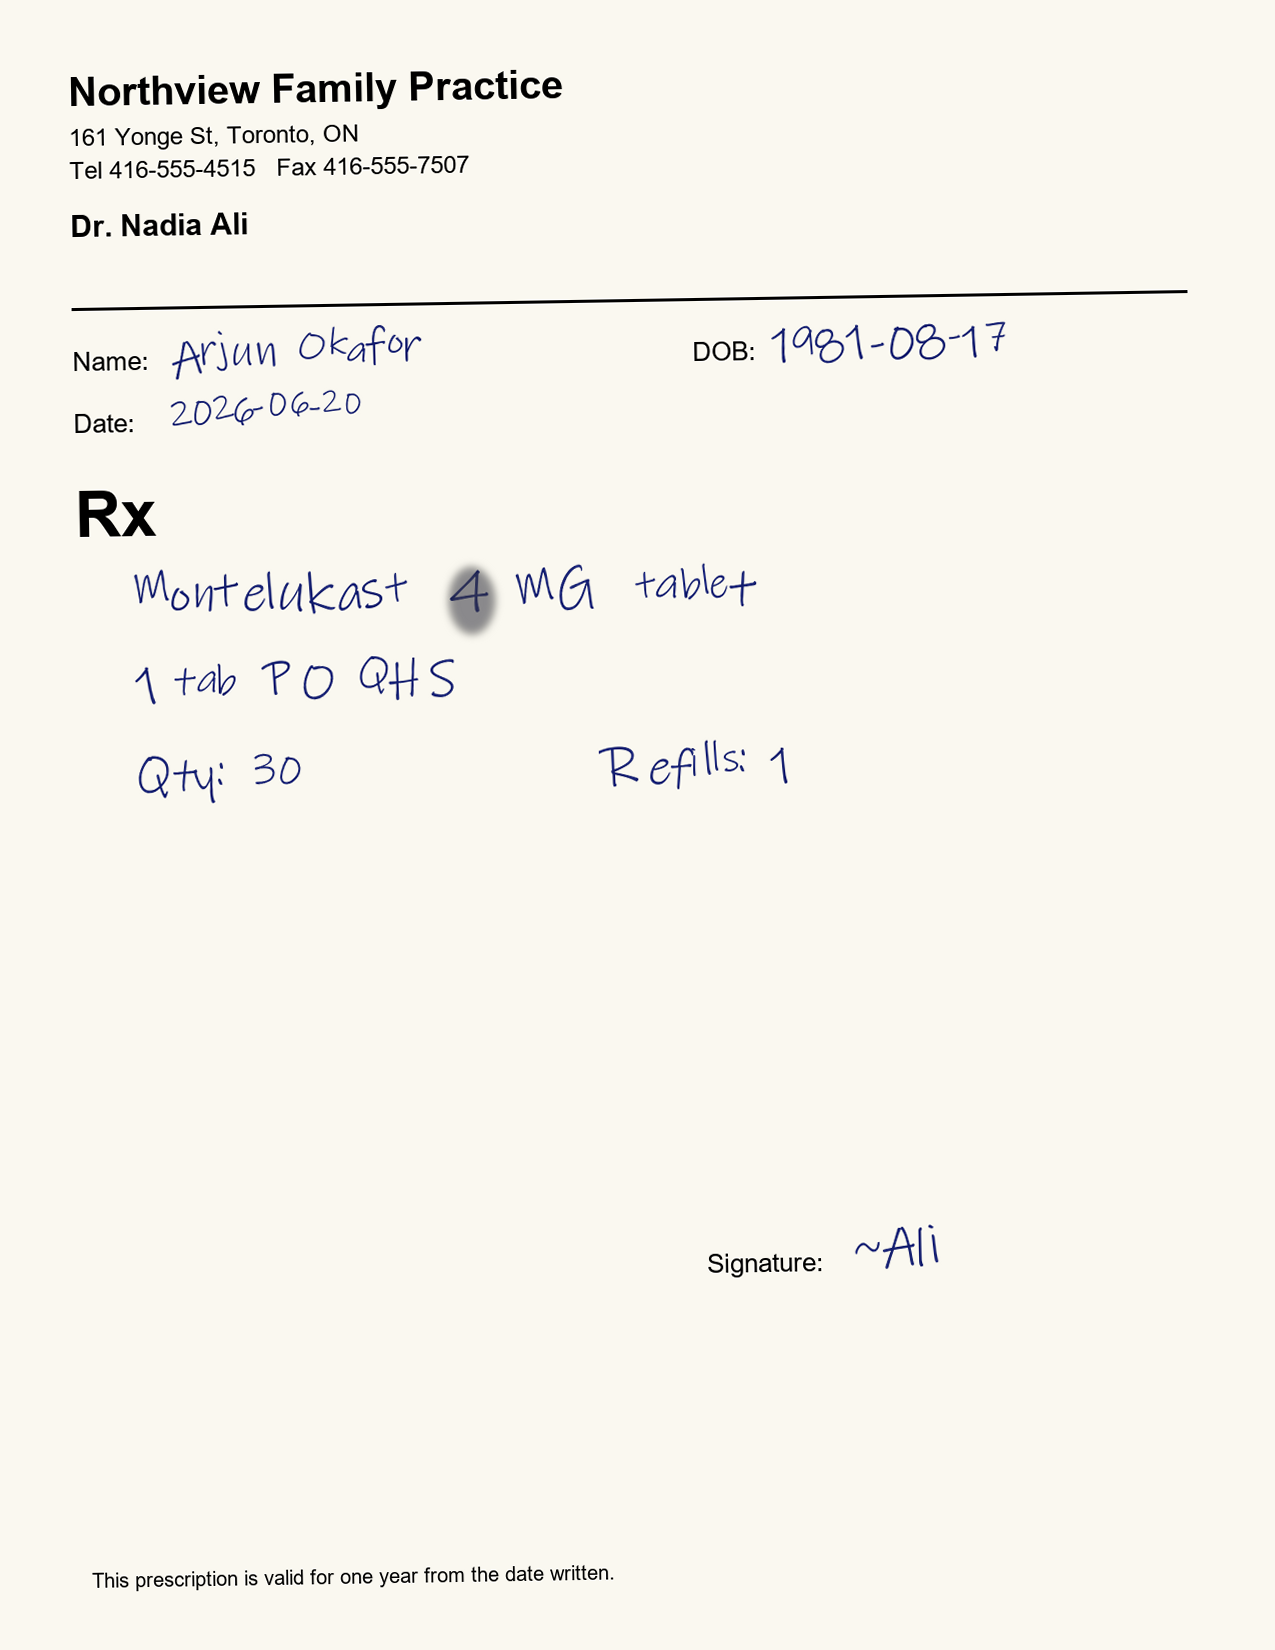 Northview Family Practice
161 Yonge St, Toronto, ON
Tel 416-555-4515 Fax 416-555-7507
Dr. Nadia Ali
Name: Arjun Okafor DOB: 1981-08-17
Date: 2026-06-20
Rx
Montelukast 4 MG tablet
1 tab PO QHS
Qty: 30 Refills: 1
Signature: ~Ali
This prescription is valid for one year from the date written.